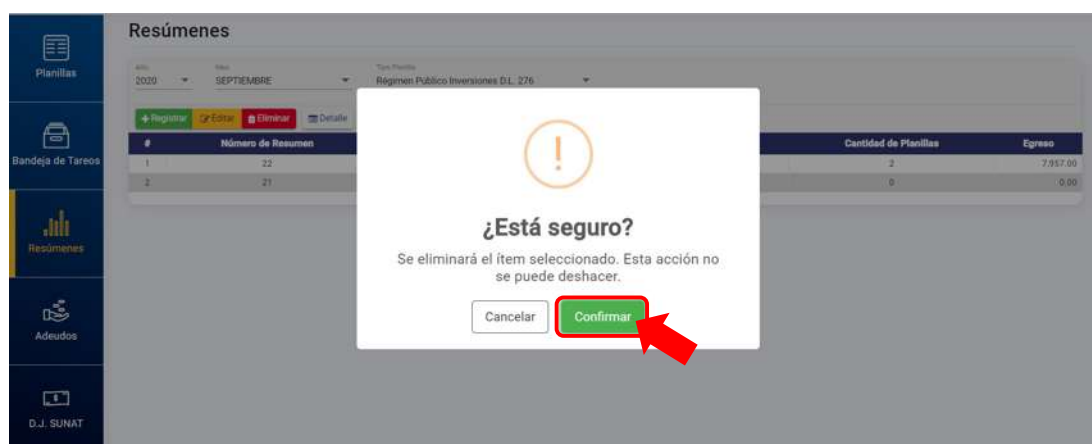 Resúmenes
Planillas
Año
2020
Mes
SEPTIEMBRE
Tipo Planilla
Régimen Público Inversiones D.L. 276
Registrar Editar Eliminar Detalle
# Número de Resumen Cantidad de Planillas Egreso
1 22 2 7,957.00
2 21 0 0.00
Bandeja de Tareos
Resúmenes
Adeudos
D.J. SUNAT
!
¿Está seguro?
Se eliminará el ítem seleccionado. Esta acción no
se puede deshacer.
Cancelar Confirmar